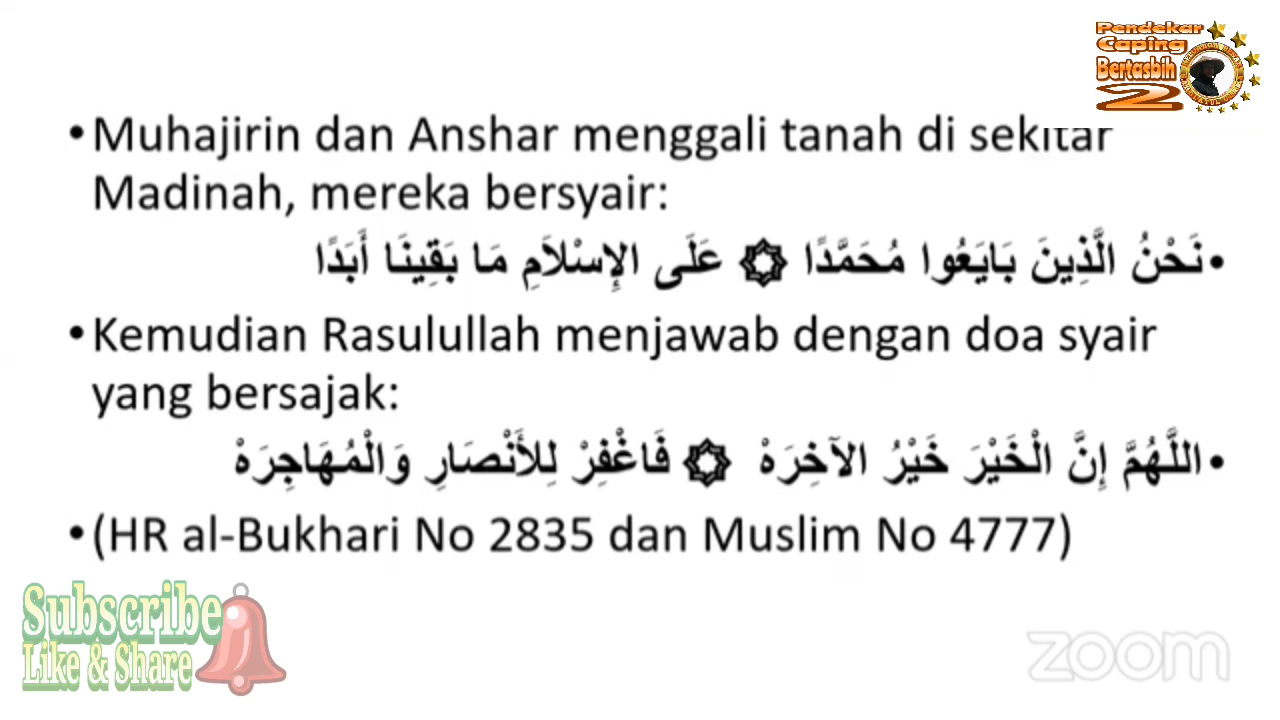 Pendekar
Caping
Bertasbih
2
• Muhajirin dan Anshar menggali tanah di sekitar
Madinah, mereka bersyair:
• نَحْنُ الَّذِينَ بَايَعُوا مُحَمَّدًا ۞ عَلَى الإِسْلاَمِ مَا بَقِينَا أَبَدًا
• Kemudian Rasulullah menjawab dengan doa syair
yang bersajak:
• اللَّهُمَّ إِنَّ الْخَيْرَ خَيْرُ الآخِرَهْ ۞ فَاغْفِرْ لِلأَنْصَارِ وَالْمُهَاجِرَهْ
• (HR al-Bukhari No 2835 dan Muslim No 4777)
Subscribe
Like & Share
zoom